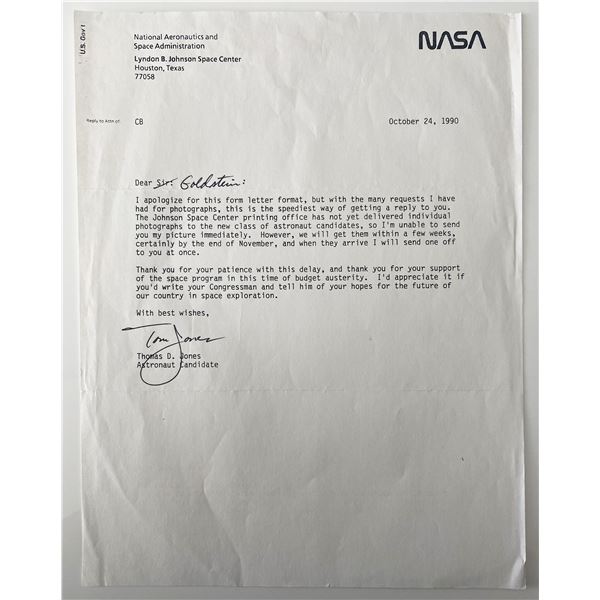 U.S. Gov't
National Aeronautics and
Space Administration
NASA
Lyndon B. Johnson Space Center
Houston, Texas
77058
Reply to Attn of:
CB
October 24, 1990
Dear Sir: Goldstein:
I apologize for this form letter format, but with the many requests I have
had for photographs, this is the speediest way of getting a reply to you.
The Johnson Space Center printing office has not yet delivered individual
photographs to the new class of astronaut candidates, so I'm unable to send
you my picture immediately. However, we will get them within a few weeks,
certainly by the end of November, and when they arrive I will send one off
to you at once.
Thank you for your patience with this delay, and thank you for your support
of the space program in this time of budget austerity. I'd appreciate it if
you'd write your Congressman and tell him of your hopes for the future of
our country in space exploration.
With best wishes,
Tom Jones
Thomas D. Jones
Astronaut Candidate